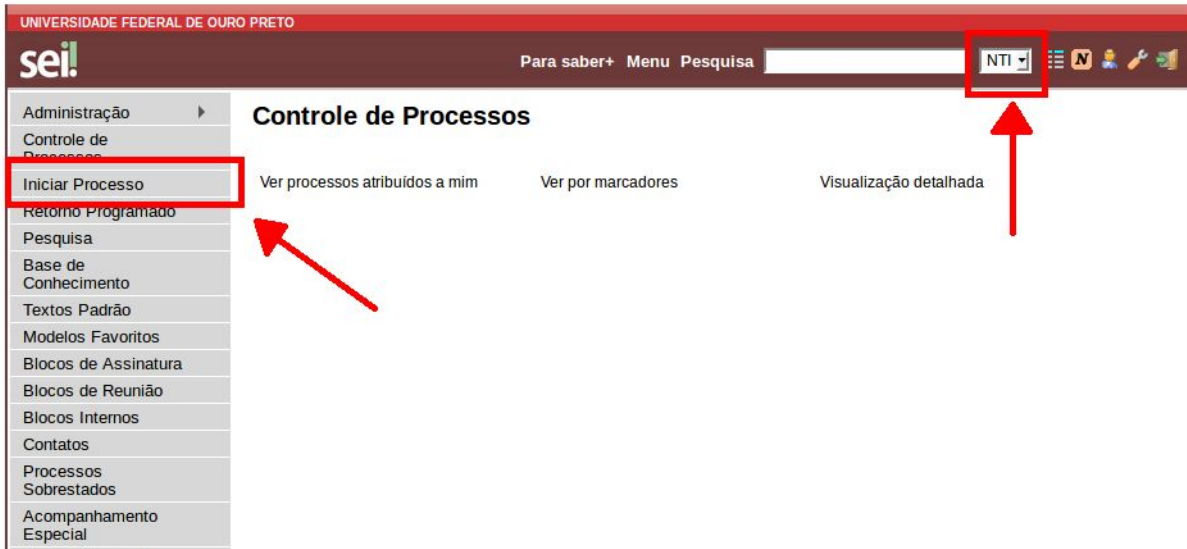 UNIVERSIDADE FEDERAL DE OURO PRETO
sei!
Para saber+ Menu Pesquisa
NTI
N
Administração
Controle de
Processos
Iniciar Processo
Retorno Programado
Pesquisa
Base de
Conhecimento
Textos Padrão
Modelos Favoritos
Blocos de Assinatura
Blocos de Reunião
Blocos Internos
Contatos
Processos
Sobrestados
Acompanhamento
Especial
Controle de Processos
Ver processos atribuídos a mim Ver por marcadores Visualização detalhada